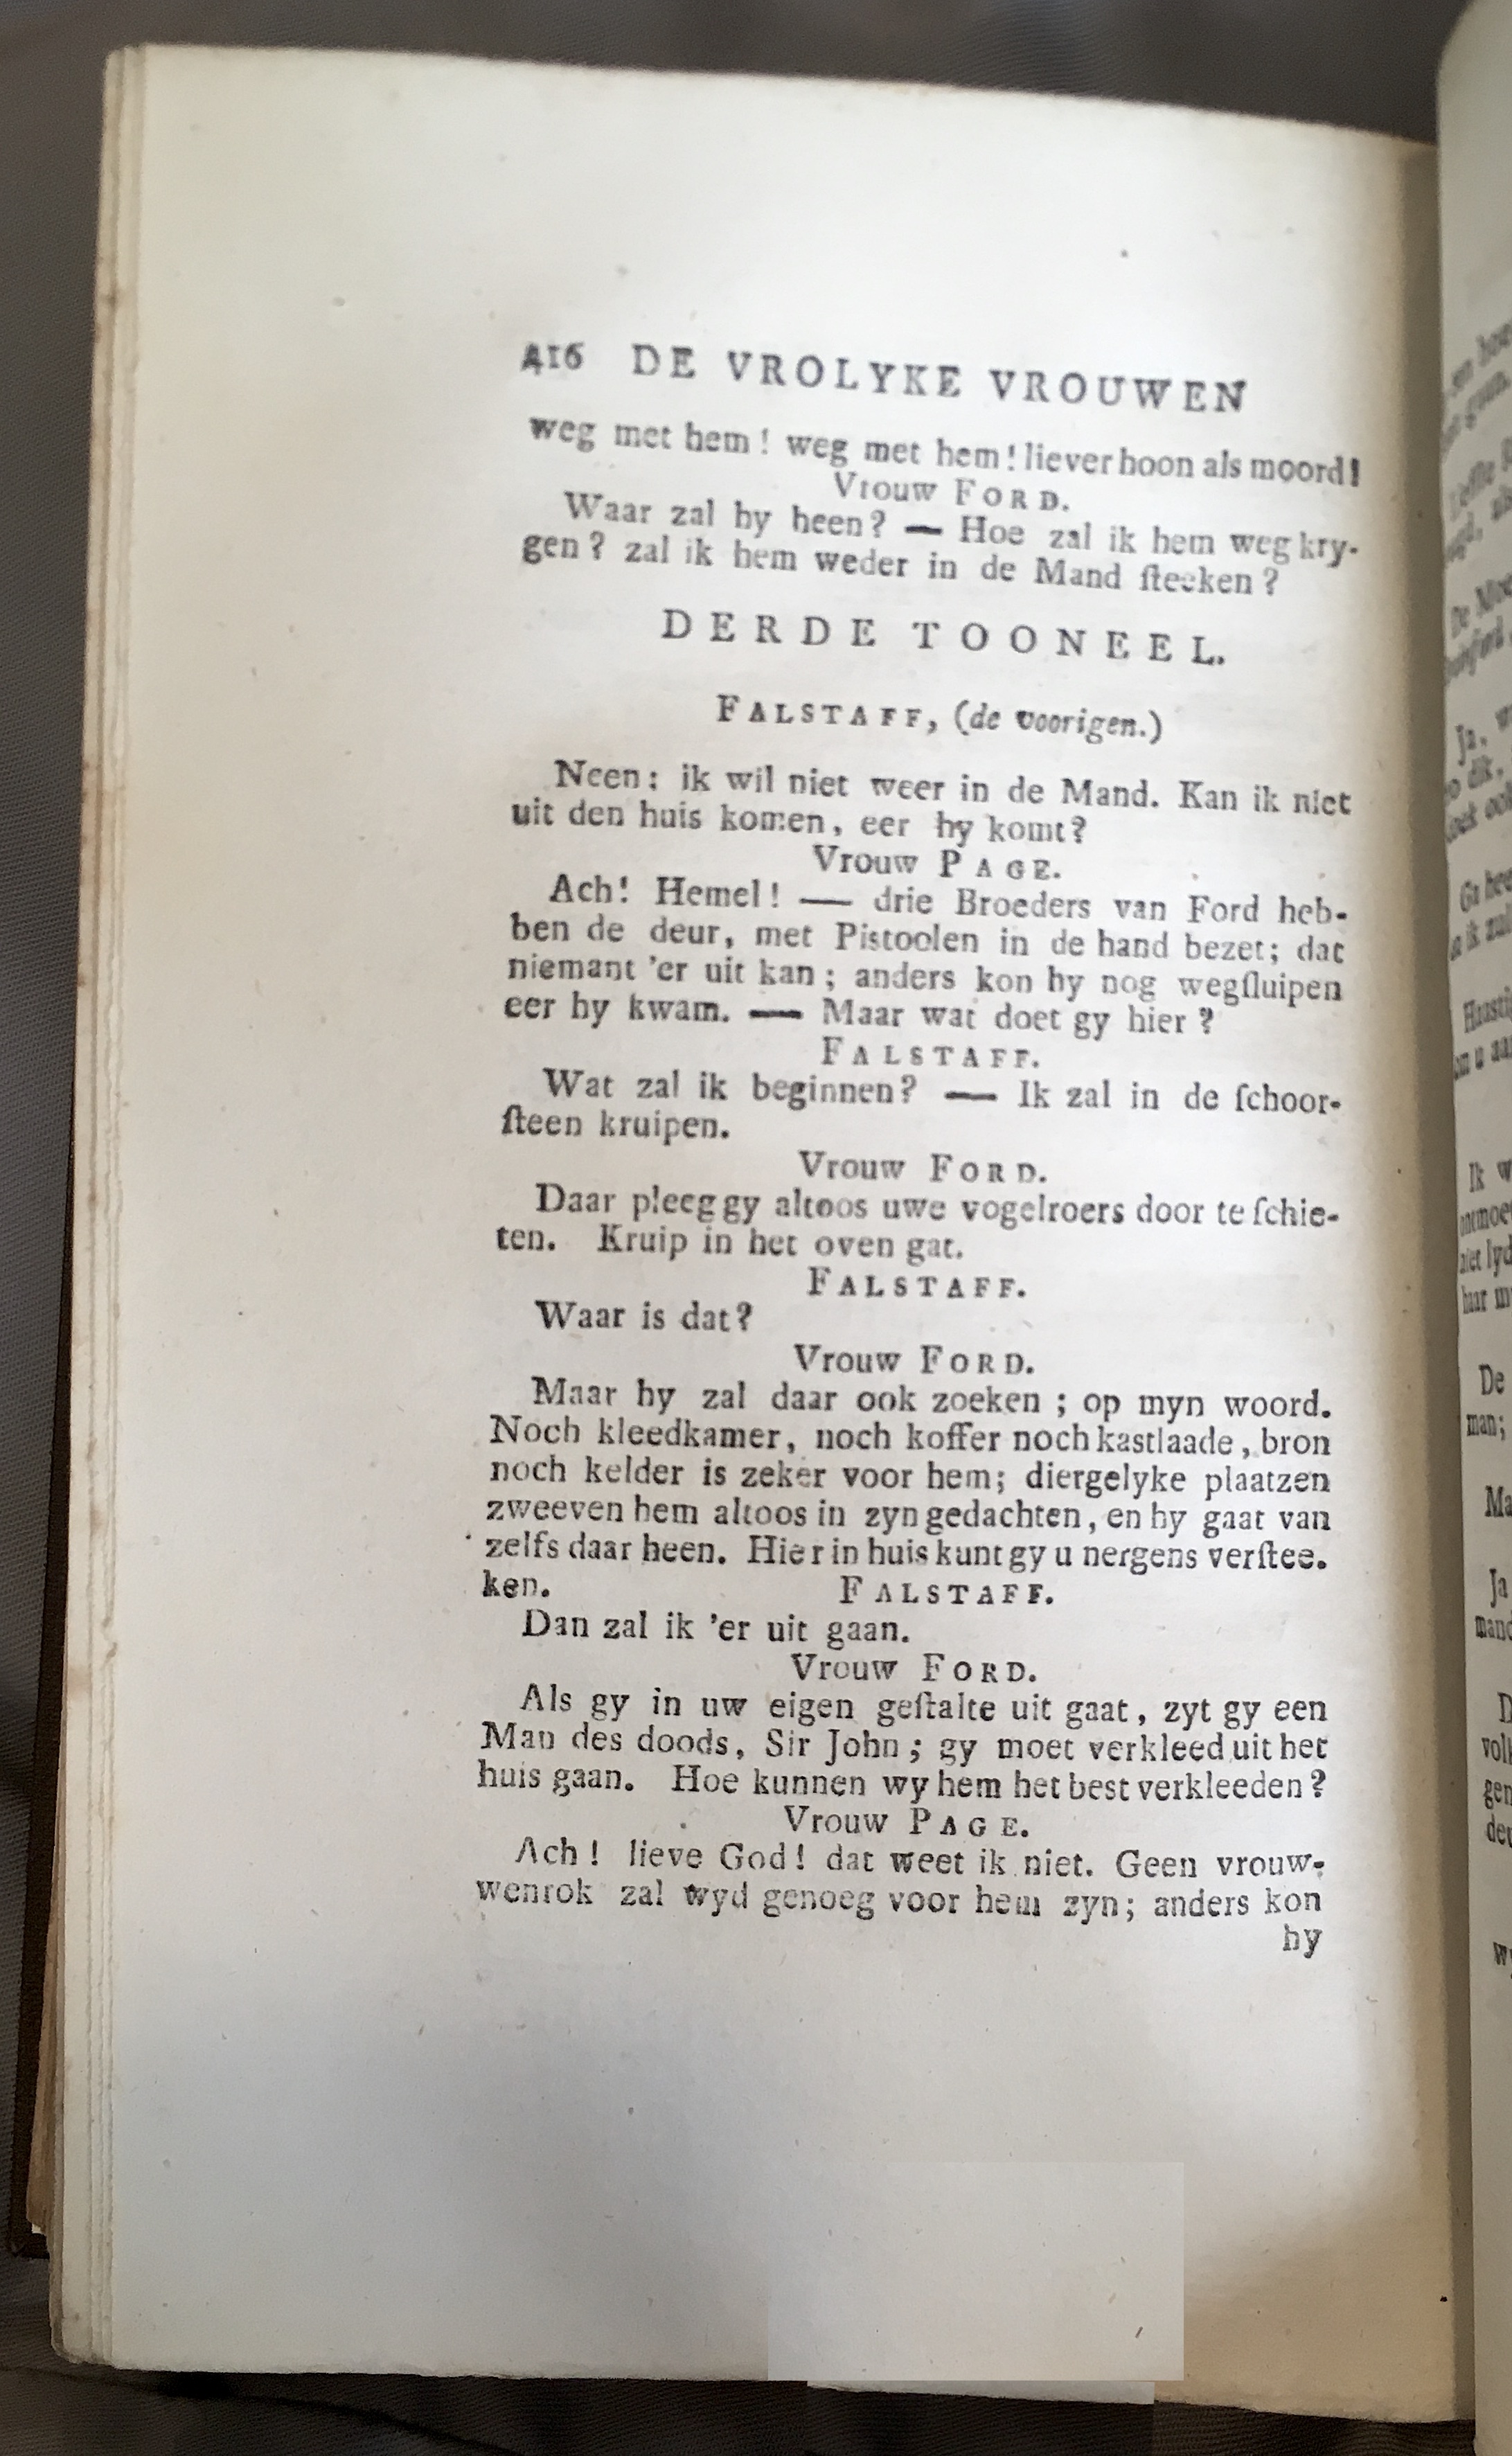 416 DE VROLYKE VROUWEN
weg met hem! weg met hem! liever hoon als moord!
Vrouw FORD.
Waar zal hy heen? — Hoe zal ik hem weg kry-
gen? zal ik hem weder in de Mand ſteeken?
DERDE TOONEEL.
FALSTAFF, (de voorigen.)
Neen: ik wil niet weer in de Mand. Kan ik niet
uit den huis komen, eer hy komt?
Vrouw PAGE.
Ach! Hemel! — drie Broeders van Ford heb-
ben de deur, met Pistoolen in de hand bezet; dat
niemant 'er uit kan; anders kon hy nog wegſluipen
eer hy kwam. — Maar wat doet gy hier?
FALSTAFF.
Wat zal ik beginnen? — Ik zal in de ſchoor-
ſteen kruipen.
Vrouw FORD.
Daar pleeg gy altoos uwe vogelroers door te ſchie-
ten. Kruip in het oven gat.
FALSTAFF.
Waar is dat?
Vrouw FORD.
Maar hy zal daar ook zoeken; op myn woord.
Noch kleedkamer, noch koffer noch kastlaade, bron
noch kelder is zeker voor hem; diergelyke plaatzen
zweeven hem altoos in zyn gedachten, en hy gaat van
zelfs daar heen. Hier in huis kunt gy u nergens verſtee-
ken. FALSTAFF.
Dan zal ik 'er uit gaan.
Vrouw FORD.
Als gy in uw eigen geſtalte uit gaat, zyt gy een
Man des doods, Sir John; gy moet verkleed uit het
huis gaan. Hoe kunnen wy hem het best verkleeden?
Vrouw PAGE.
Ach! lieve God! dat weet ik niet. Geen vrouw-
wenrok zal wyd genoeg voor hem zyn; anders kon
hy